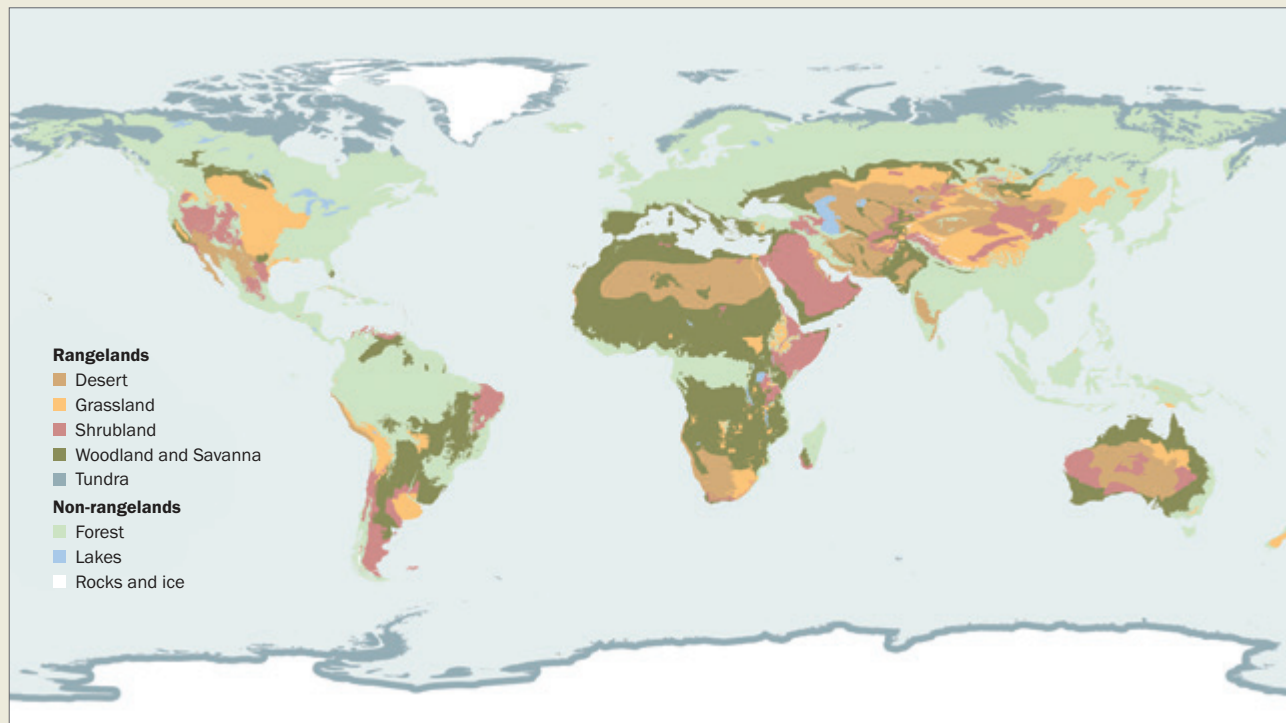 Rangelands
Desert
Grassland
Shrubland
Woodland and Savanna
Tundra
Non-rangelands
Forest
Lakes
Rocks and ice